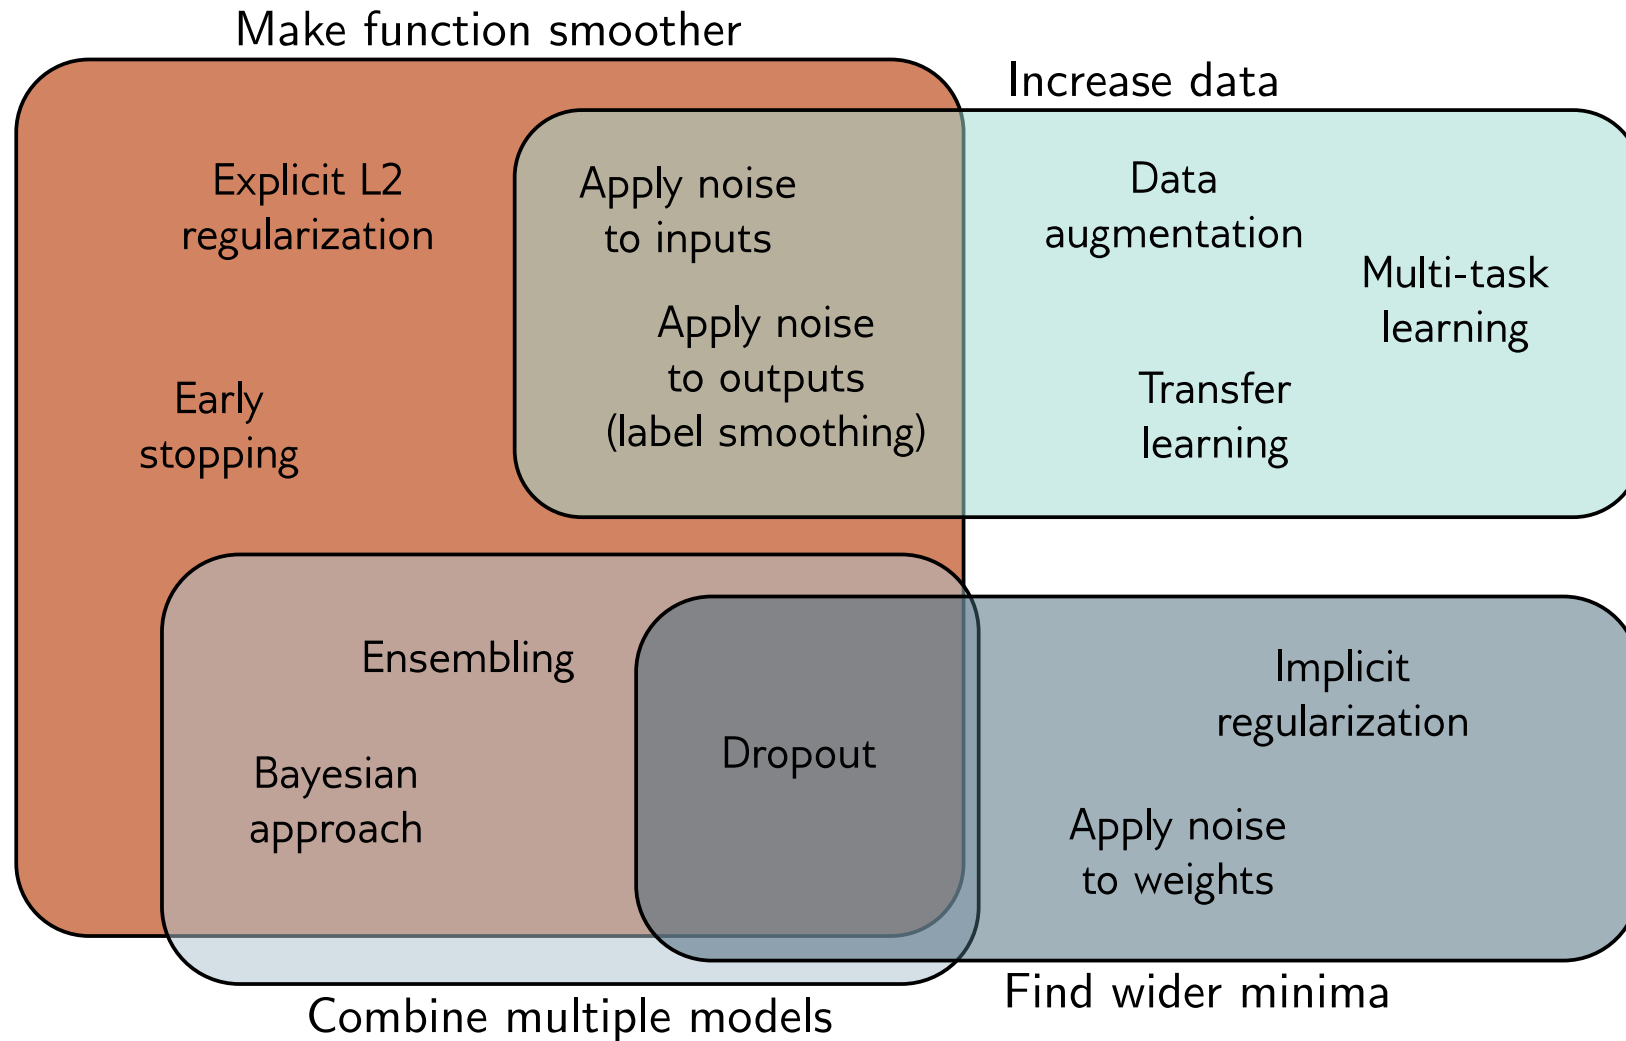 Make function smoother
Increase data
Explicit L2
regularization
Apply noise
to inputs
Data
augmentation
Multi-task
learning
Apply noise
to outputs
(label smoothing)
Early
stopping
Transfer
learning
Ensembling
Bayesian
approach
Dropout
Implicit
regularization
Apply noise
to weights
Combine multiple models
Find wider minima